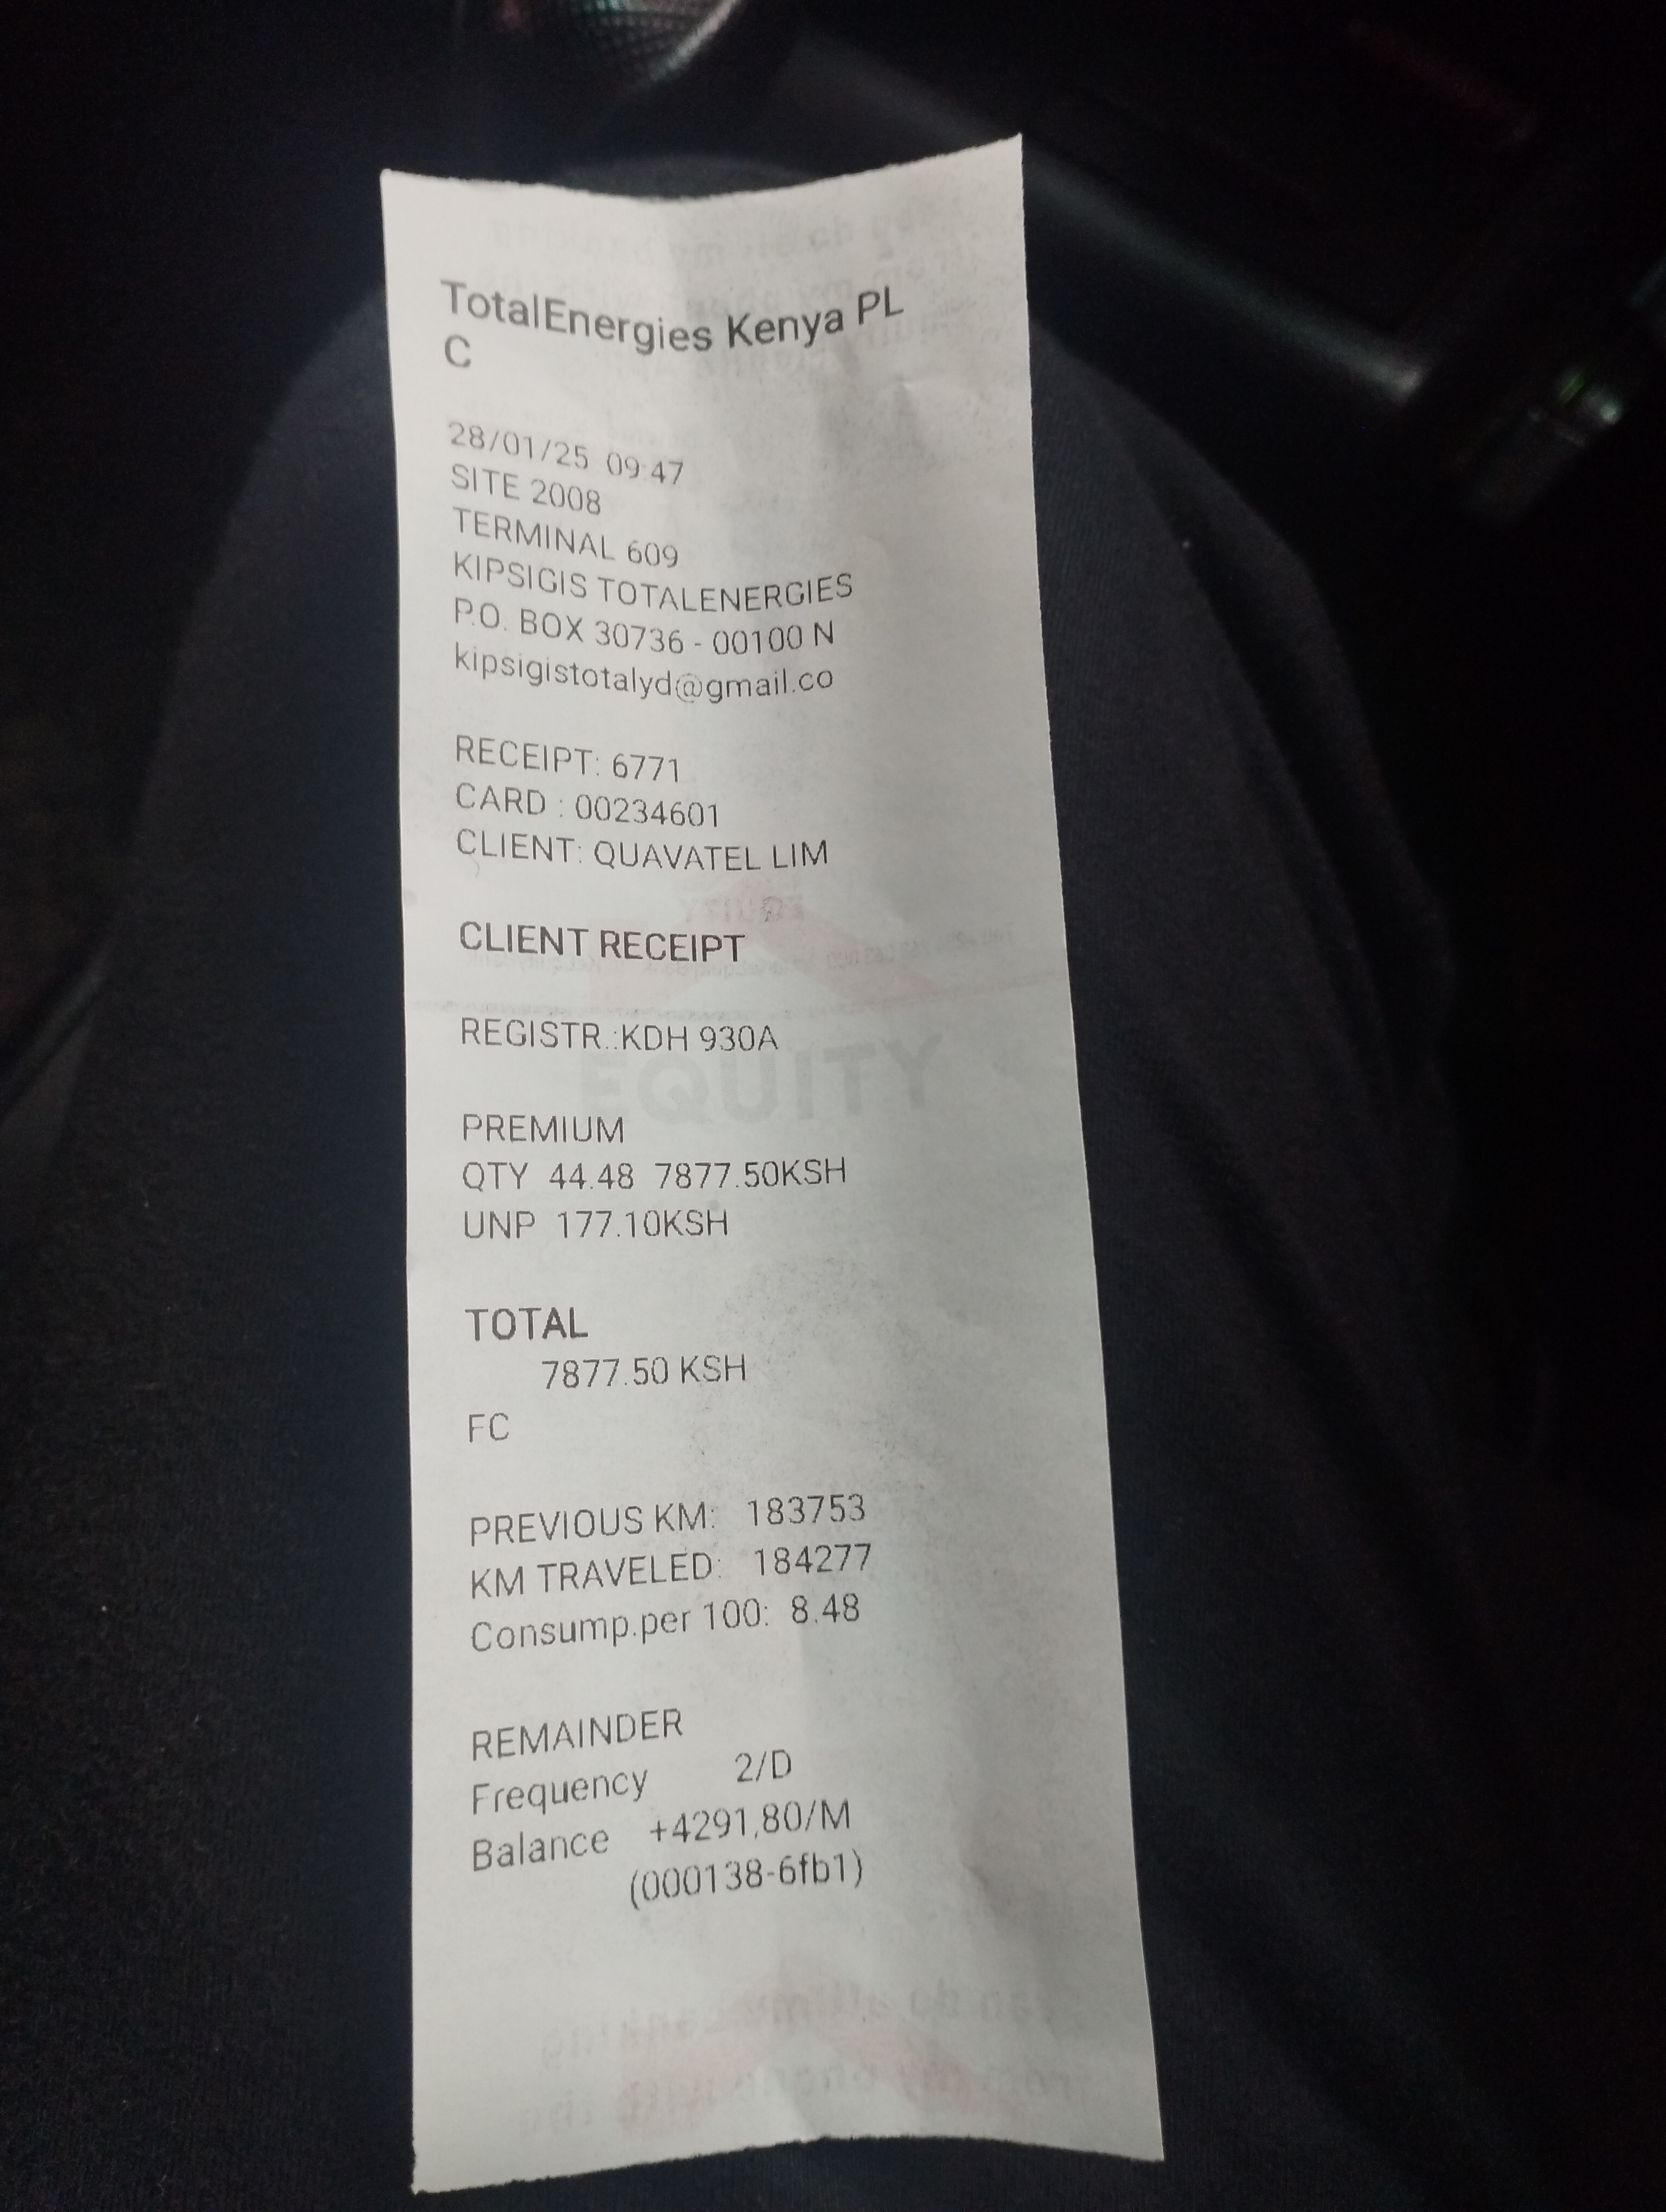 TotalEnergies Kenya PL
C
28/01/25 09:47
SITE 2008
TERMINAL 609
KIPSIGIS TOTALENERGIES
P.O. BOX 30736 - 00100 N
kipsigistotalyd@gmail.co
RECEIPT: 6771
CARD : 00234601
CLIENT: QUAVATEL LIM
CLIENT RECEIPT
REGISTR.:KDH 930A
EQUITY
PREMIUM
QTY 44.48 7877.50KSH
UNP 177.10KSH
TOTAL
7877.50 KSH
FC
PREVIOUS KM: 183753
KM TRAVELED: 184277
Consump.per 100: 8.48
REMAINDER
Frequency 2/D
Balance +4291,80/M
(000138-6fb1)